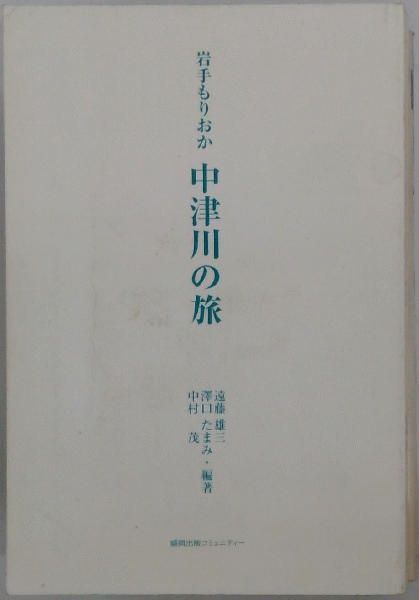 岩手もりおか 中津川の旅
遠藤 雄三
澤口 たまみ・編著
中村 茂
盛岡出版コミュニティー